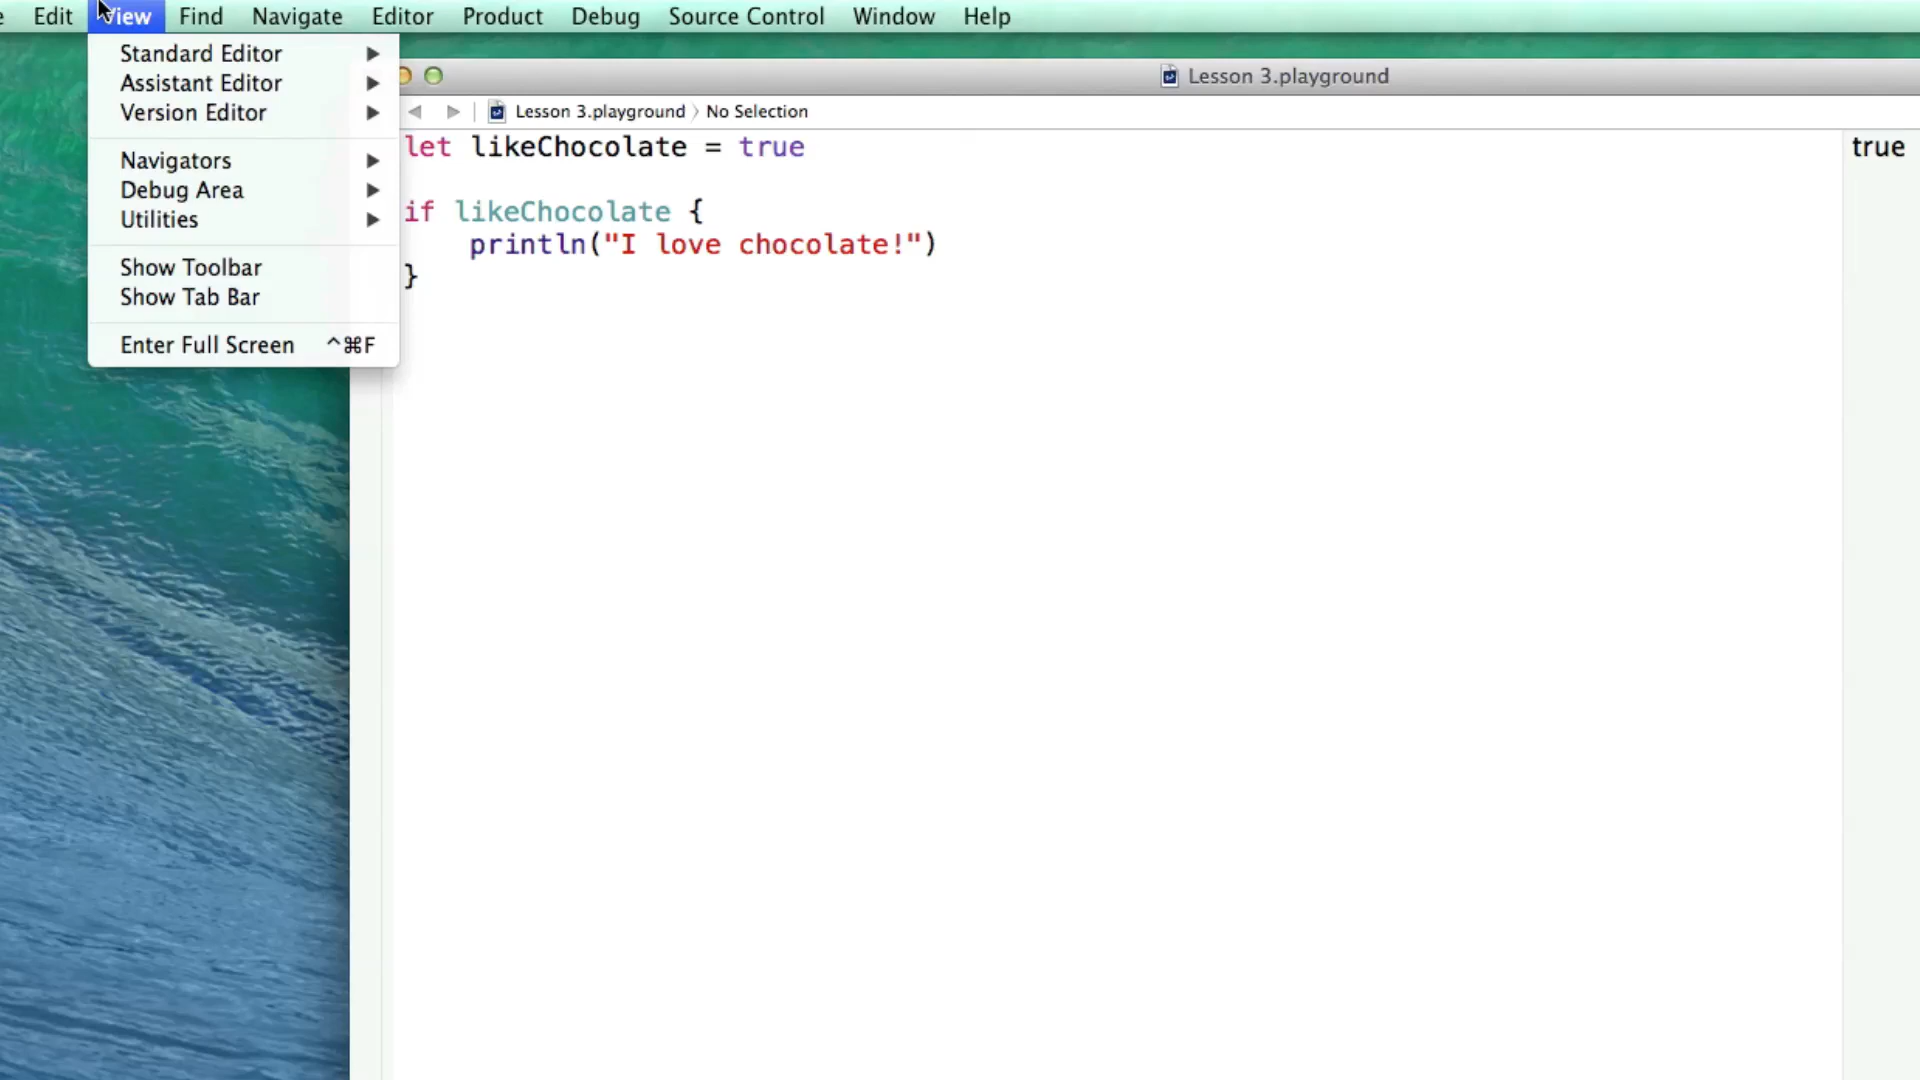 Edit View Find Navigate Editor Product Debug Source Control Window Help
Standard Editor
Assistant Editor
Version Editor
Navigators
Debug Area
Utilities
Show Toolbar
Show Tab Bar
Enter Full Screen ^⌘F
Lesson 3.playground
Lesson 3.playground 〉 No Selection
let likeChocolate = true
true
if likeChocolate {
println("I love chocolate!")
}